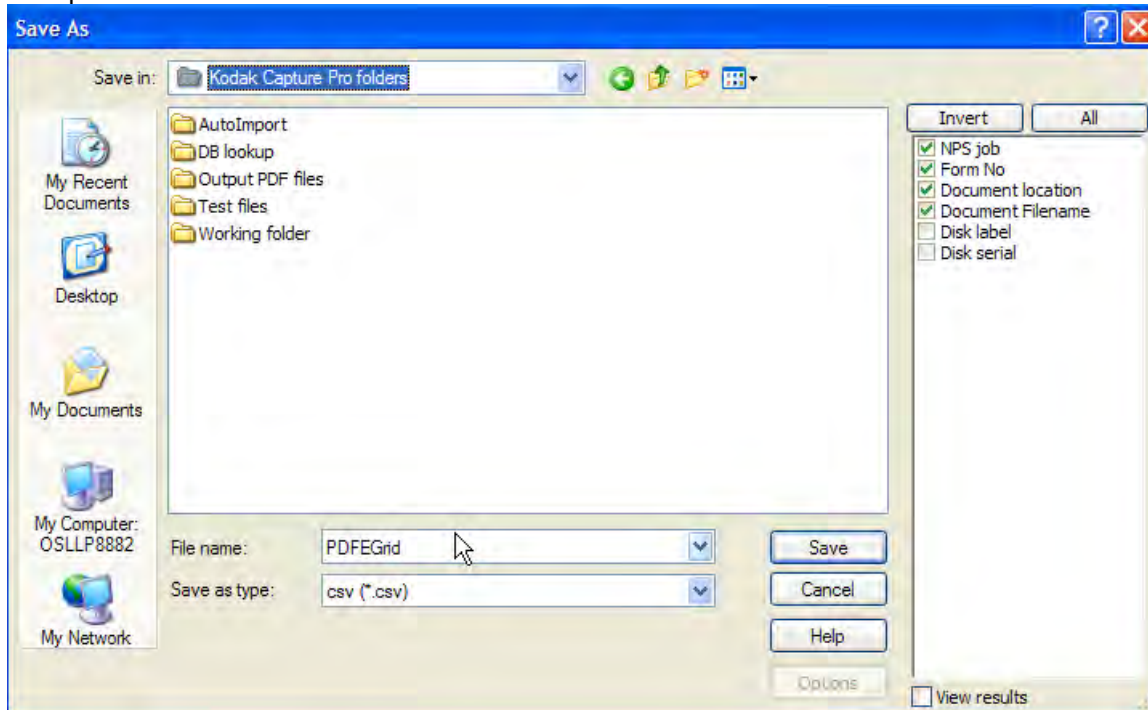 Save As
Save in: Kodak Capture Pro folders
AutoImport
DB lookup
Output PDF files
Test files
Working folder
My Recent
Documents
Desktop
My Documents
My Computer:
OSLLP8882
My Network
File name: PDFEGrid
Save as type: csv (*.csv)
Save
Cancel
Help
Options
Invert All
NPS job
Form No
Document location
Document Filename
Disk label
Disk serial
View results